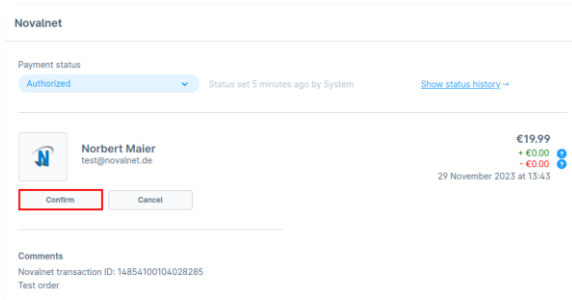 Novalnet
Payment status
Authorized
Status set 5 minutes ago by System
Show status history →
Norbert Maier
test@novalnet.de
€19.99
+ €0.00 ?
- €0.00 ?
29 November 2023 at 13:43
N
Confirm
Cancel
Comments
Novalnet transaction ID: 14854100104028285
Test order